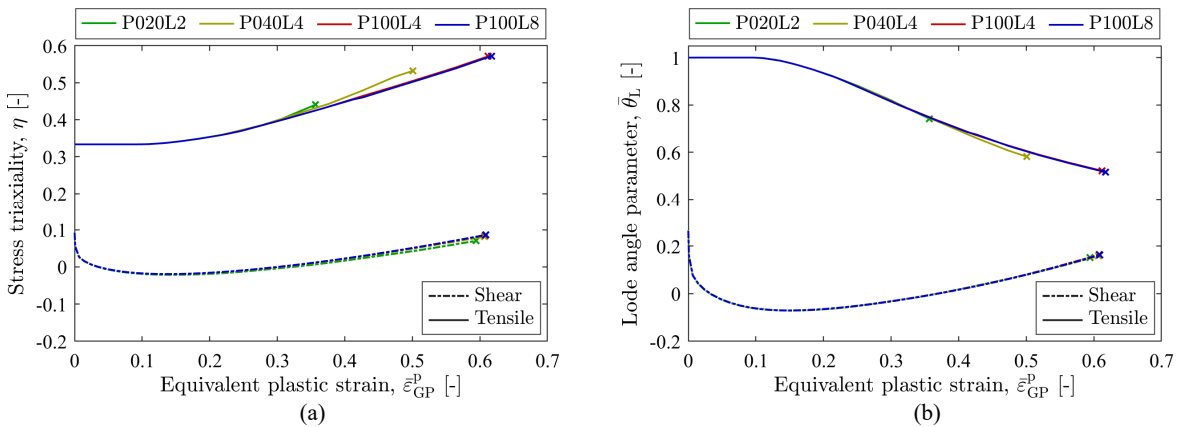 P020L2 P040L4 P100L4 P100L8
0.6
0.5
0.4
0.3
0.2
0.1
0
-0.1
-0.2
Stress triaxiality, η [-]
Shear
Tensile
0 0.1 0.2 0.3 0.4 0.5 0.6 0.7
Equivalent plastic strain, ε̄ᵖ_GP [-]
(a)
P020L2 P040L4 P100L4 P100L8
1
0.8
0.6
0.4
0.2
0
-0.2
Lode angle parameter, θ̄_L [-]
Shear
Tensile
0 0.1 0.2 0.3 0.4 0.5 0.6 0.7
Equivalent plastic strain, ε̄ᵖ_GP [-]
(b)